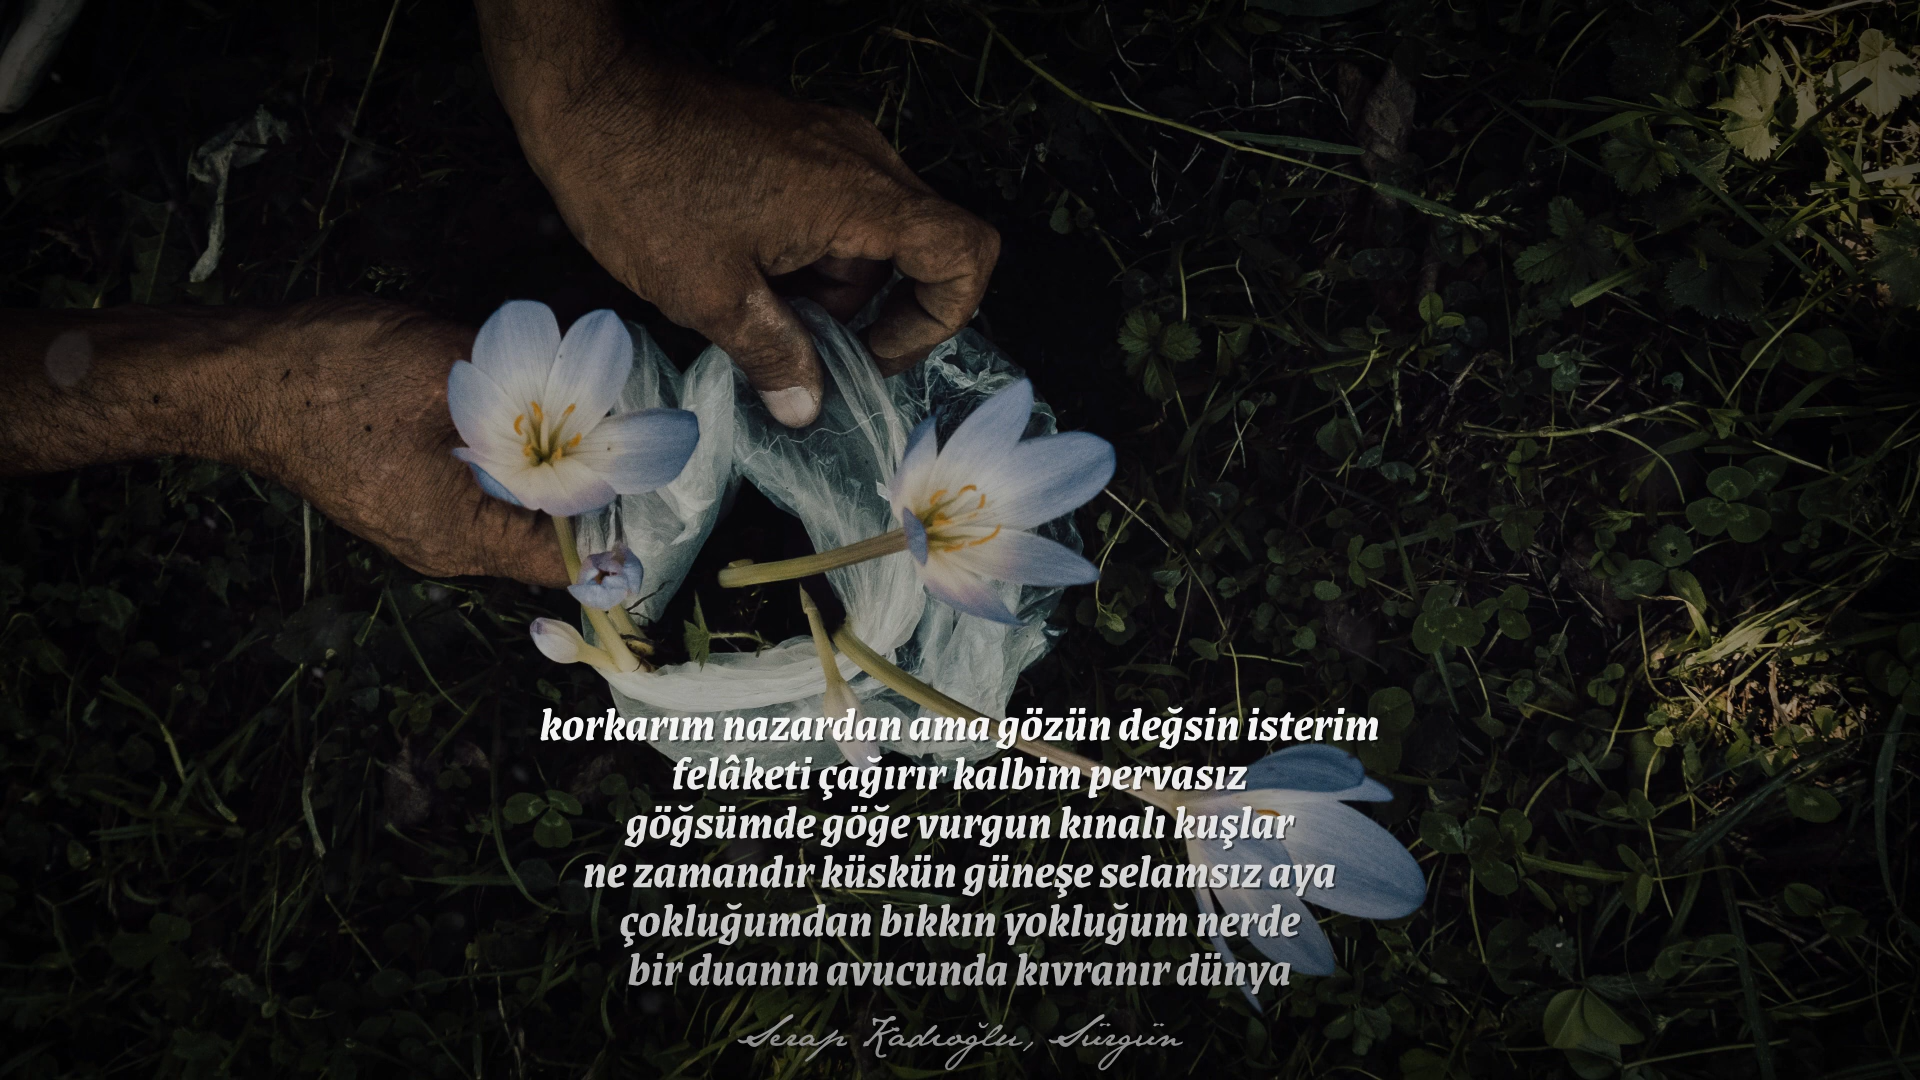 korkarım nazardan ama gözün değsin isterim
felâketi çağırır kalbim pervasız
göğsümde göğe vurgun kınalı kuşlar
ne zamandır küskün güneşe selamsız aya
çokluğumdan bıkkın yokluğum nerde
bir duanın avucunda kıvranır dünya
Serap Kadıoğlu, Sürgün